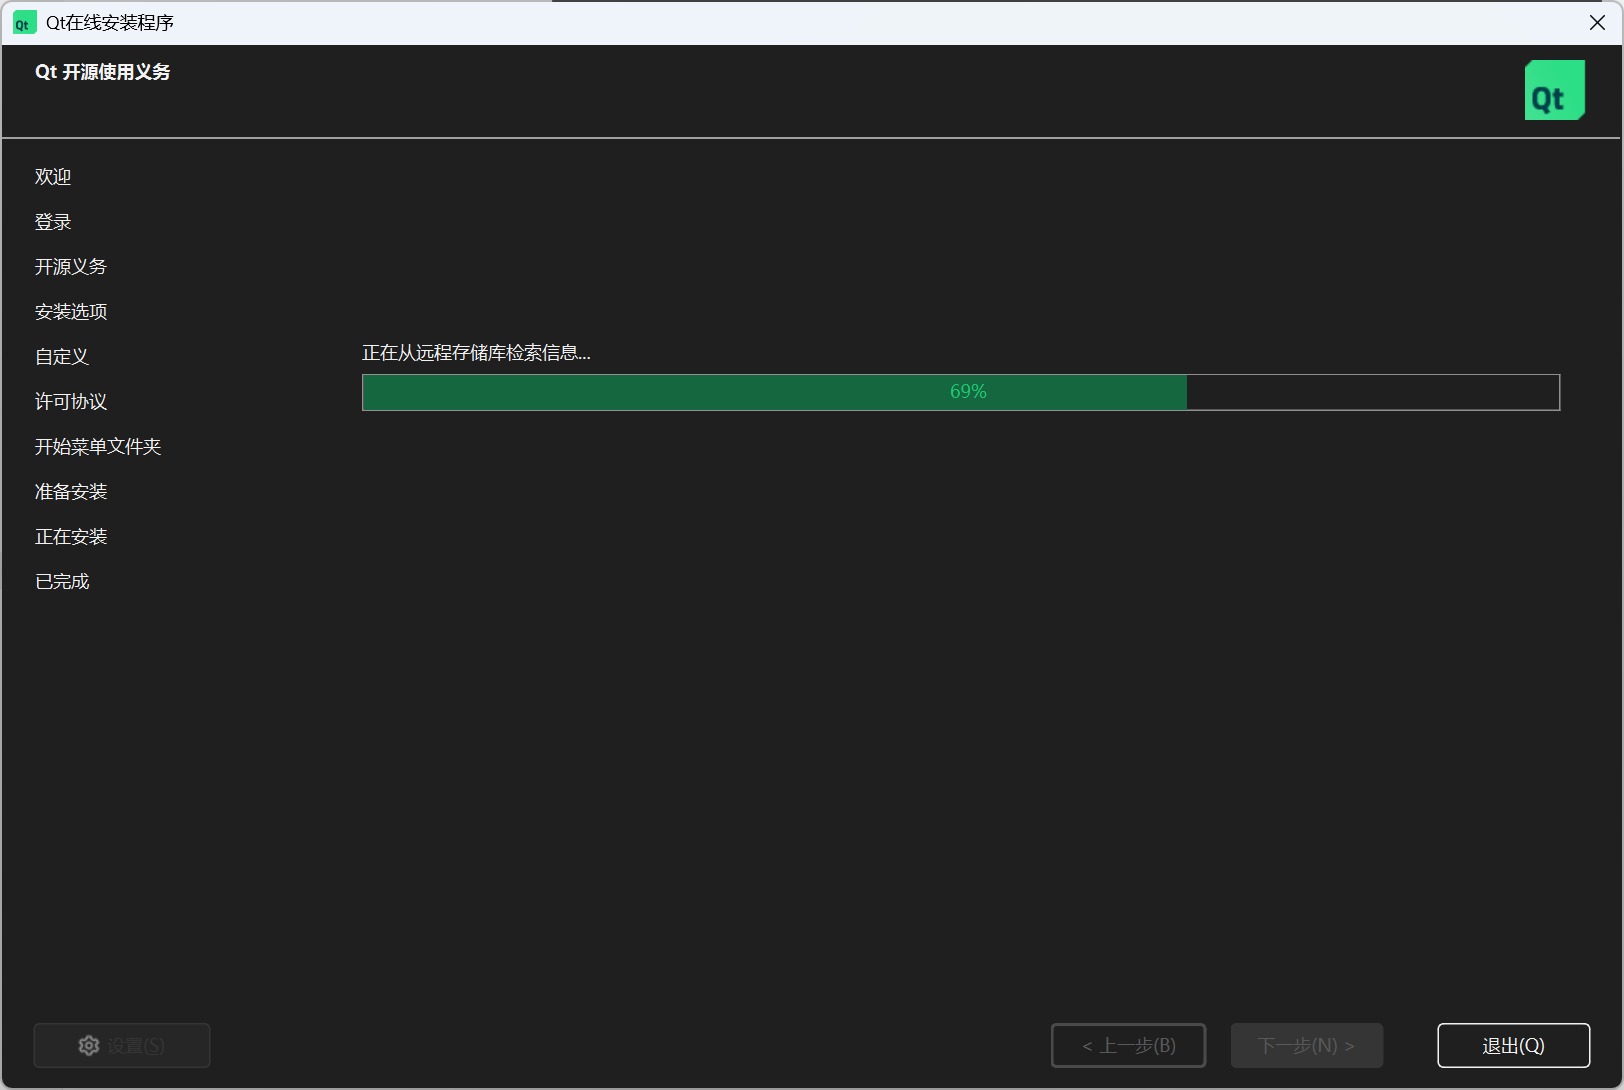 Qt
Qt在线安装程序
Qt 开源使用义务
Qt
欢迎
登录
开源义务
安装选项
自定义
许可协议
开始菜单文件夹
准备安装
正在安装
已完成
正在从远程存储库检索信息...
69%
设置(S)
< 上一步(B)
下一步(N) >
退出(Q)